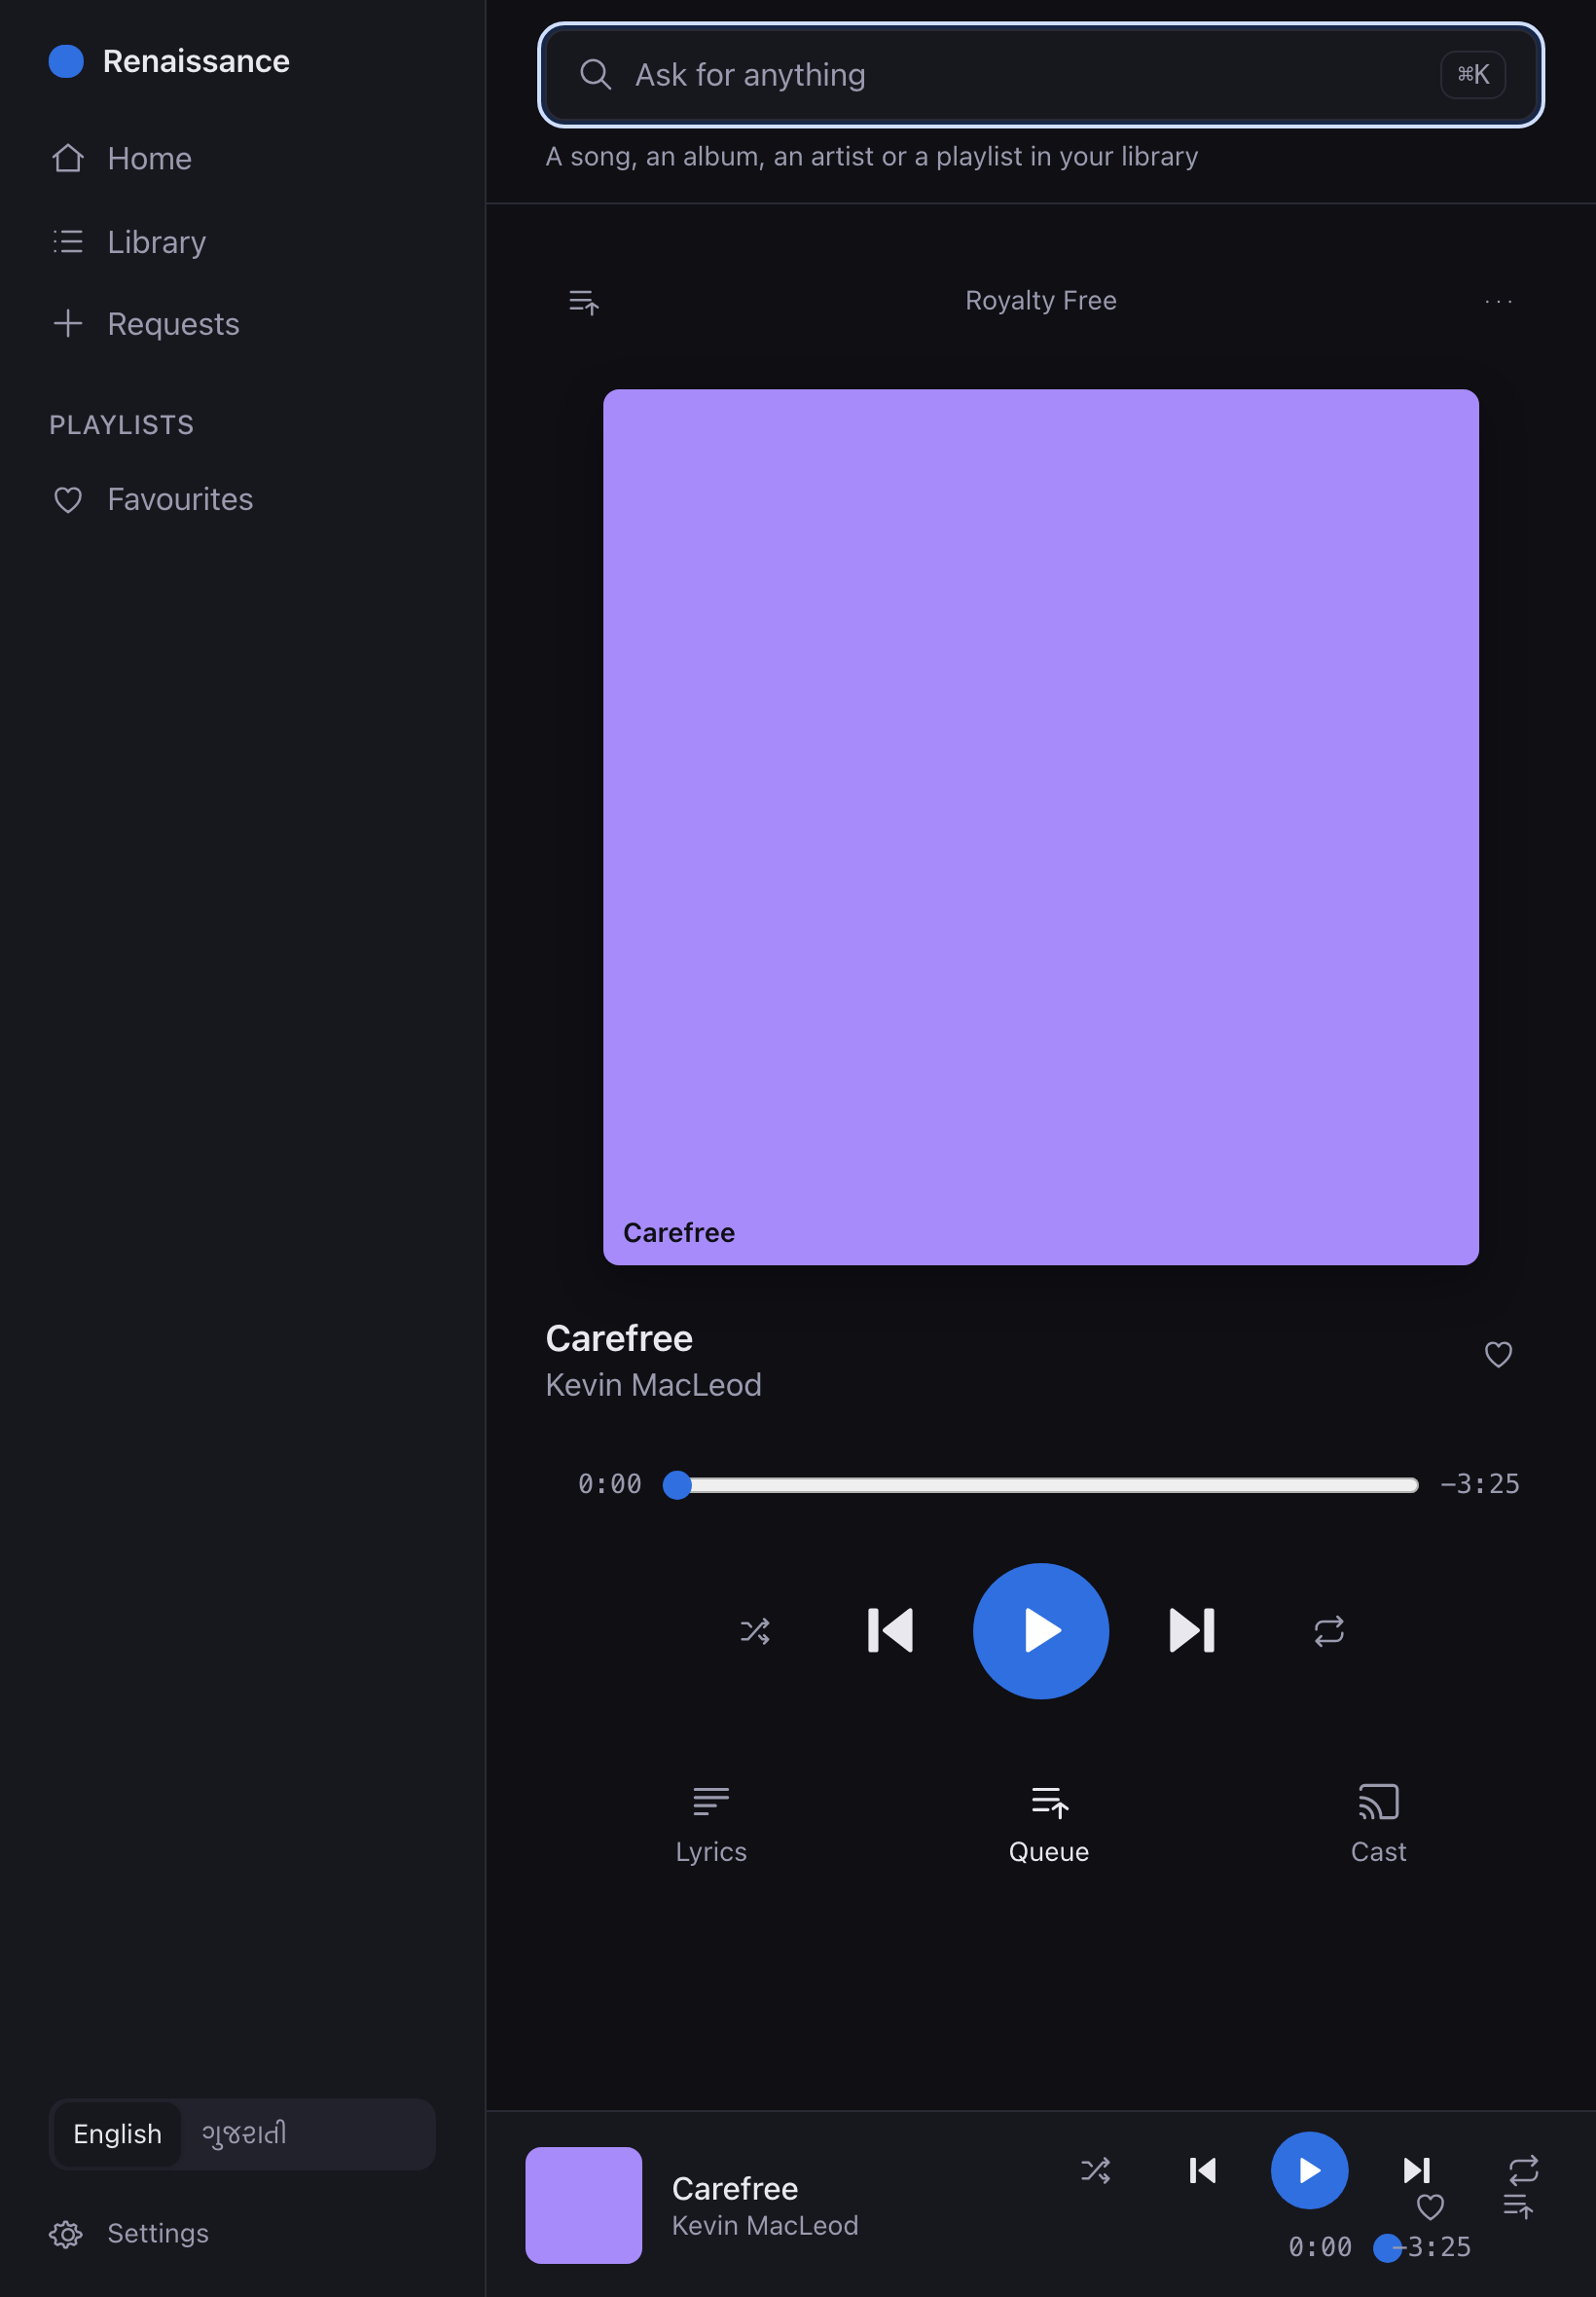 Renaissance
Home
Library
Requests
PLAYLISTS
Favourites
English
ગુજરાતી
Settings
Ask for anything
⌘K
A song, an album, an artist or a playlist in your library
Royalty Free
Carefree
Carefree
Kevin MacLeod
0:00
−3:25
Lyrics
Queue
Cast
Carefree
Kevin MacLeod
0:00
−3:25